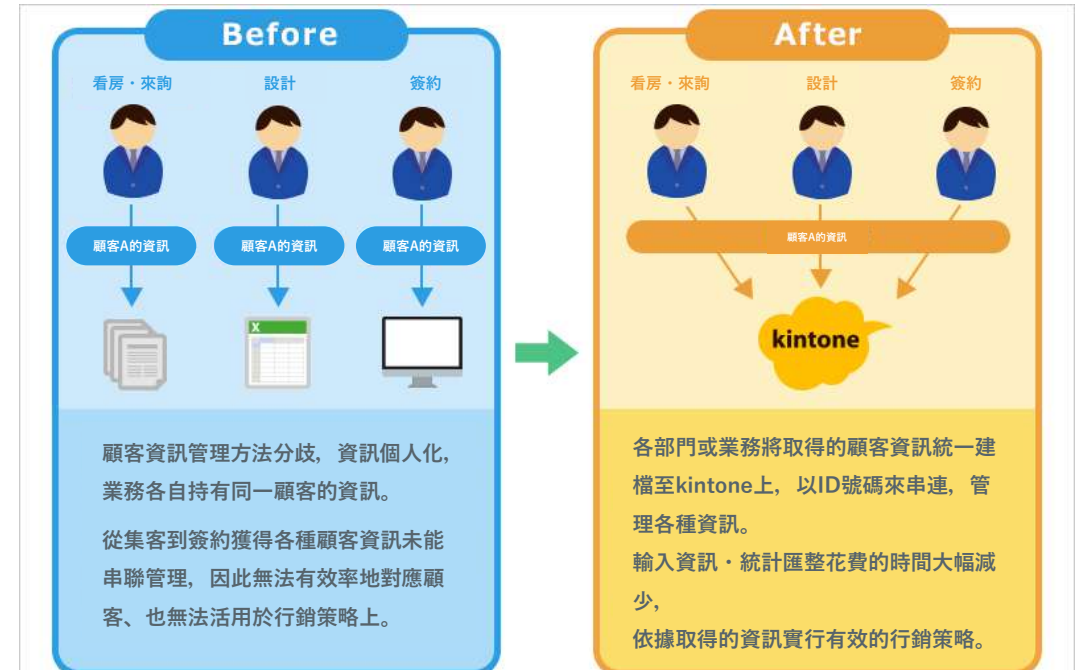 Before
看房・來詢
設計
簽約
顧客A的資訊
顧客A的資訊
顧客A的資訊
X
顧客資訊管理方法分歧，資訊個人化，
業務各自持有同一顧客的資訊。
從集客到簽約獲得各種顧客資訊未能
串聯管理，因此無法有效率地對應顧
客、也無法活用於行銷策略上。
After
看房・來詢
設計
簽約
顧客A的資訊
kintone
各部門或業務將取得的顧客資訊統一建
檔至kintone上，以ID號碼來串連，管
理各種資訊。
輸入資訊・統計匯整花費的時間大幅減
少，
依據取得的資訊實行有效的行銷策略。